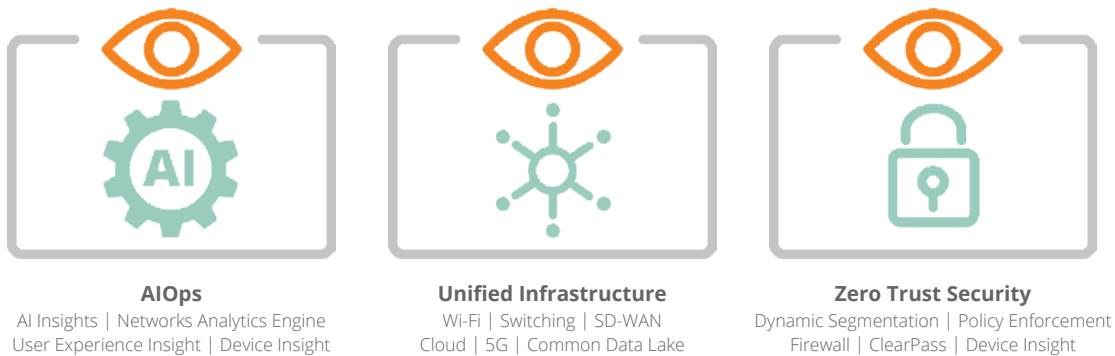 AI
AIOps
AI Insights | Networks Analytics Engine
User Experience Insight | Device Insight
Unified Infrastructure
Wi-Fi | Switching | SD-WAN
Cloud | 5G | Common Data Lake
Zero Trust Security
Dynamic Segmentation | Policy Enforcement
Firewall | ClearPass | Device Insight